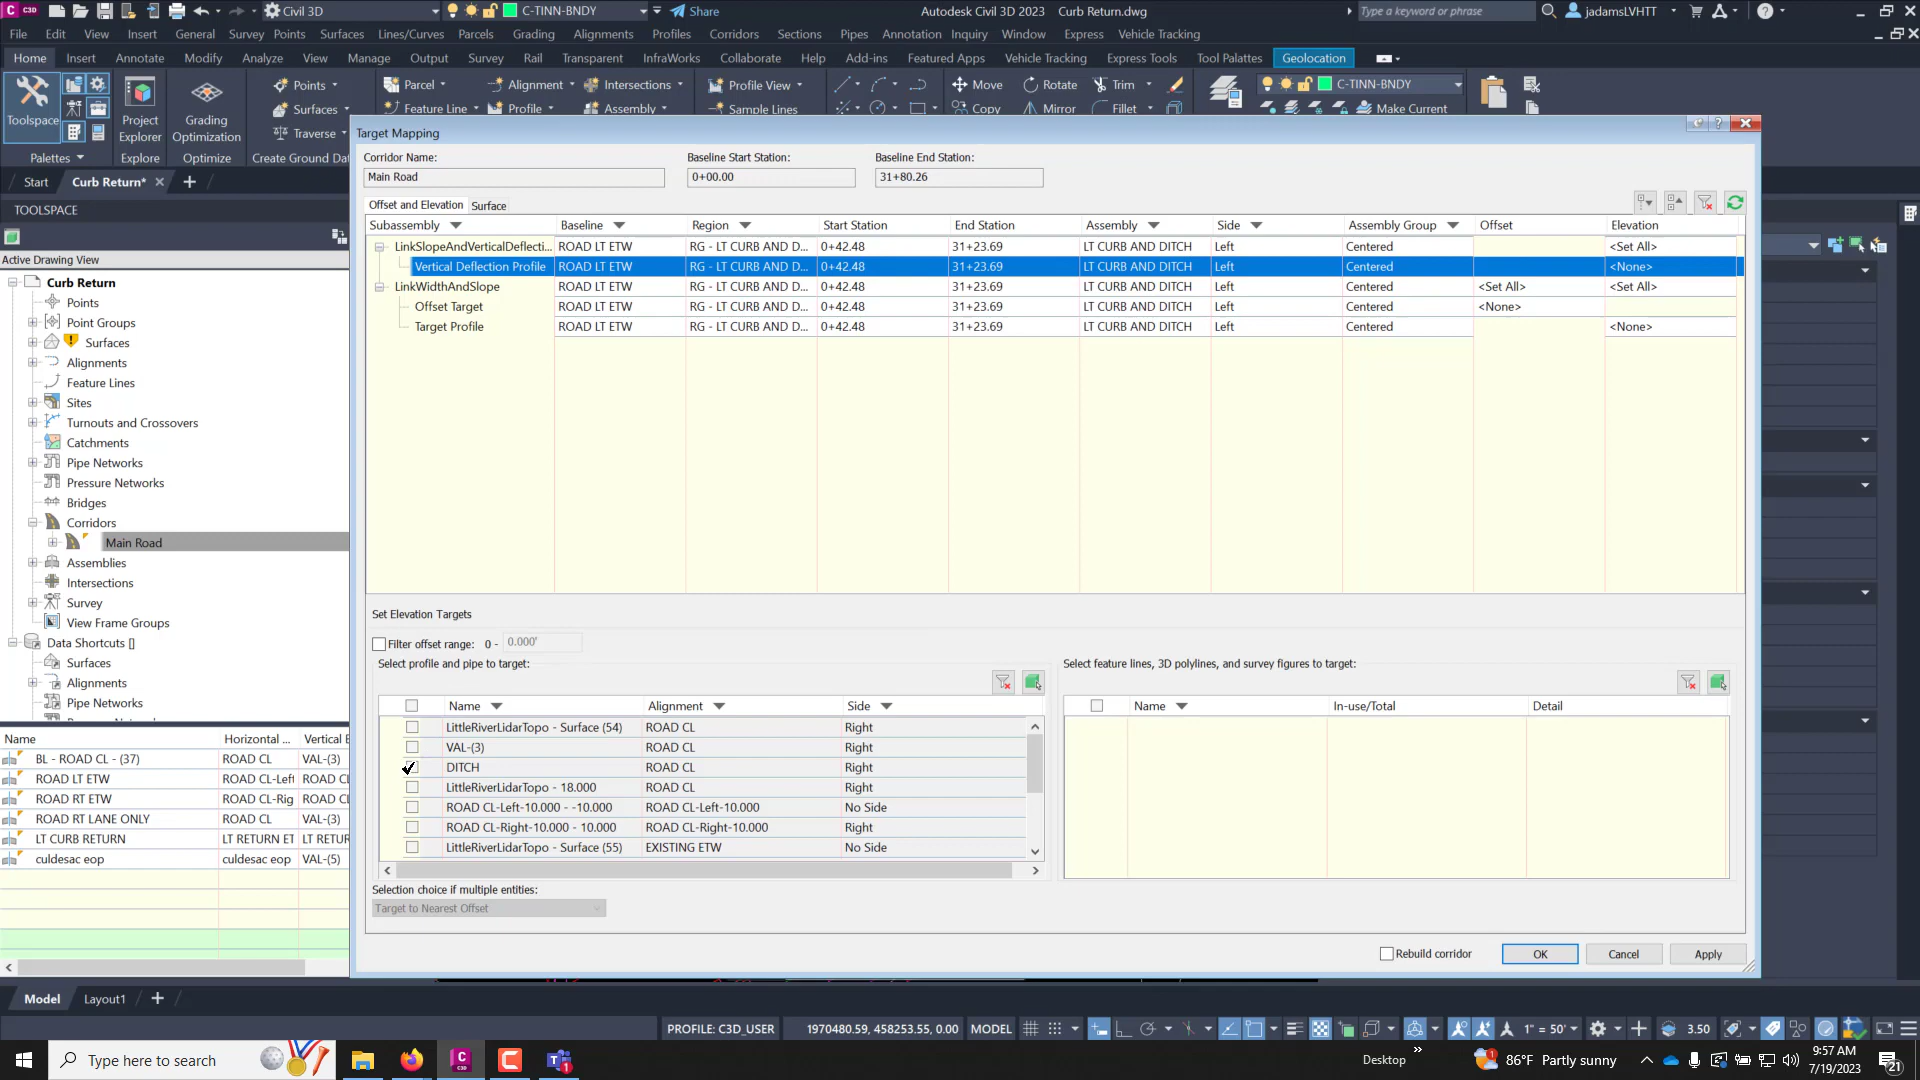 C3D
Civil 3D
C-TINN-BNDY
Share
Autodesk Civil 3D 2023 Curb Return.dwg
Type a keyword or phrase
jadamsLVHTT
File Edit View Insert General Survey Points Surfaces Lines/Curves Parcels Grading Alignments Profiles Corridors Sections Pipes Annotation Inquiry Window Express Vehicle Tracking
Home Insert Annotate Modify Analyze View Manage Output Survey Rail Transparent InfraWorks Collaborate Help Add-ins Featured Apps Vehicle Tracking Express Tools Tool Palettes Geolocation
Points Parcel Alignment Intersections Profile View Move Rotate Trim C-TINN-BNDY
Toolspace Project Explorer Grading Optimization Surfaces Feature Line Profile Assembly Sample Lines Copy Mirror Fillet Make Current
Traverse
Palettes Explore Optimize Create Ground Dat
Start Curb Return*
TOOLSPACE
Active Drawing View
Curb Return
Points
Point Groups
Surfaces
Alignments
Feature Lines
Sites
Turnouts and Crossovers
Catchments
Pipe Networks
Pressure Networks
Bridges
Corridors
Main Road
Assemblies
Intersections
Survey
View Frame Groups
Data Shortcuts []
Surfaces
Alignments
Pipe Networks
Name Horizontal ... Vertical B
BL - ROAD CL - (37) ROAD CL VAL-(3)
ROAD LT ETW ROAD CL-Left ROAD CL
ROAD RT ETW ROAD CL-Rig ROAD CL
ROAD RT LANE ONLY ROAD CL VAL-(3)
LT CURB RETURN LT RETURN ET LT RETUR
culdesac eop culdesac eop VAL-(5)
Target Mapping
Corridor Name: Baseline Start Station: Baseline End Station:
Main Road 0+00.00 31+80.26
Offset and Elevation Surface
Subassembly Baseline Region Start Station End Station Assembly Side Assembly Group Offset Elevation
LinkSlopeAndVerticalDeflecti... ROAD LT ETW RG - LT CURB AND D... 0+42.48 31+23.69 LT CURB AND DITCH Left Centered <Set All>
Vertical Deflection Profile ROAD LT ETW RG - LT CURB AND D... 0+42.48 31+23.69 LT CURB AND DITCH Left Centered <None>
LinkWidthAndSlope ROAD LT ETW RG - LT CURB AND D... 0+42.48 31+23.69 LT CURB AND DITCH Left Centered <Set All> <Set All>
Offset Target ROAD LT ETW RG - LT CURB AND D... 0+42.48 31+23.69 LT CURB AND DITCH Left Centered <None>
Target Profile ROAD LT ETW RG - LT CURB AND D... 0+42.48 31+23.69 LT CURB AND DITCH Left Centered <None>
Set Elevation Targets
Filter offset range: 0 - 0.000'
Select profile and pipe to target:
Name Alignment Side
LittleRiverLidarTopo - Surface (54) ROAD CL Right
VAL-(3) ROAD CL Right
DITCH ROAD CL Right
LittleRiverLidarTopo - 18.000 ROAD CL Right
ROAD CL-Left-10.000 - -10.000 ROAD CL-Left-10.000 No Side
ROAD CL-Right-10.000 - 10.000 ROAD CL-Right-10.000 Right
LittleRiverLidarTopo - Surface (55) EXISTING ETW No Side
Selection choice if multiple entities:
Target to Nearest Offset
Select feature lines, 3D polylines, and survey figures to target:
Name In-use/Total Detail
Rebuild corridor OK Cancel Apply
Model Layout1
PROFILE: C3D_USER 1970480.59, 458253.55, 0.00 MODEL 1" = 50' 3.50
Type here to search
Desktop 86°F Partly sunny
9:57 AM
7/19/2023
21